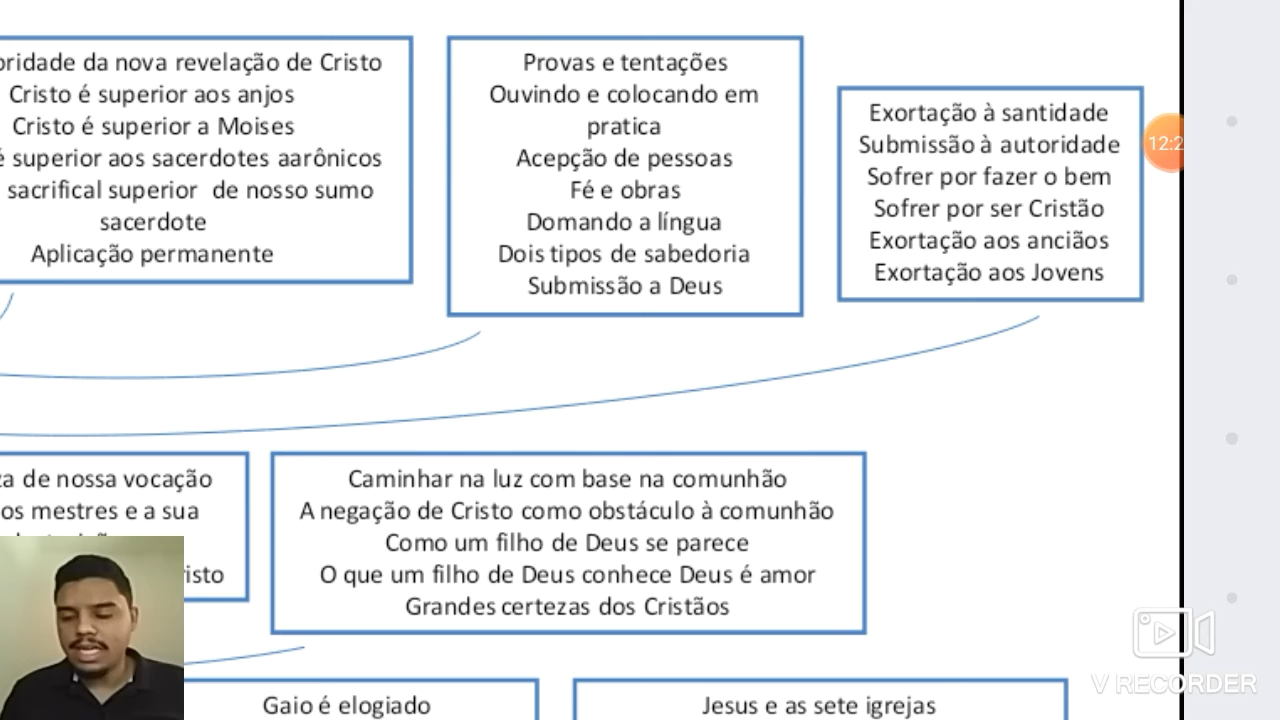 oridade da nova revelação de Cristo
Cristo é superior aos anjos
Cristo é superior a Moises
é superior aos sacerdotes aarônicos
sacrifical superior de nosso sumo
sacerdote
Aplicação permanente
Provas e tentações
Ouvindo e colocando em
pratica
Acepção de pessoas
Fé e obras
Domando a língua
Dois tipos de sabedoria
Submissão a Deus
Exortação à santidade
Submissão à autoridade
Sofrer por fazer o bem
Sofrer por ser Cristão
Exortação aos anciãos
Exortação aos Jovens
12:2
za de nossa vocação
os mestres e a sua
risto
Caminhar na luz com base na comunhão
A negação de Cristo como obstáculo à comunhão
Como um filho de Deus se parece
O que um filho de Deus conhece Deus é amor
Grandes certezas dos Cristãos
Gaio é elogiado
Jesus e as sete igrejas
V RECORDER